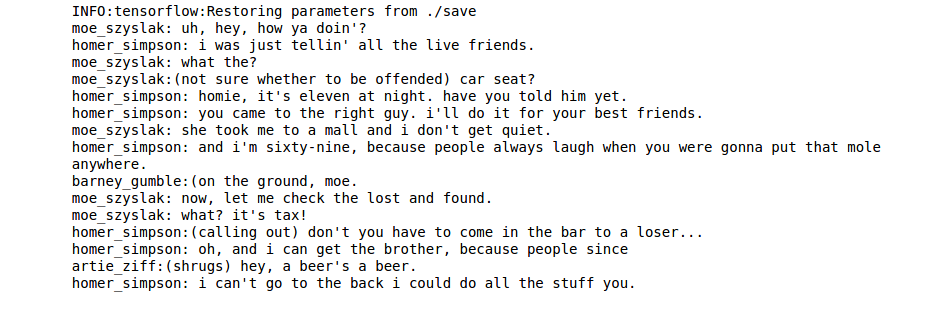 INFO:tensorflow:Restoring parameters from ./save
moe_szyslak: uh, hey, how ya doin'?
homer_simpson: i was just tellin' all the live friends.
moe_szyslak: what the?
moe_szyslak:(not sure whether to be offended) car seat?
homer_simpson: homie, it's eleven at night. have you told him yet.
homer_simpson: you came to the right guy. i'll do it for your best friends.
moe_szyslak: she took me to a mall and i don't get quiet.
homer_simpson: and i'm sixty-nine, because people always laugh when you were gonna put that mole
anywhere.
barney_gumble:(on the ground, moe.
moe_szyslak: now, let me check the lost and found.
moe_szyslak: what? it's tax!
homer_simpson:(calling out) don't you have to come in the bar to a loser...
homer_simpson: oh, and i can get the brother, because people since
artie_ziff:(shrugs) hey, a beer's a beer.
homer_simpson: i can't go to the back i could do all the stuff you.